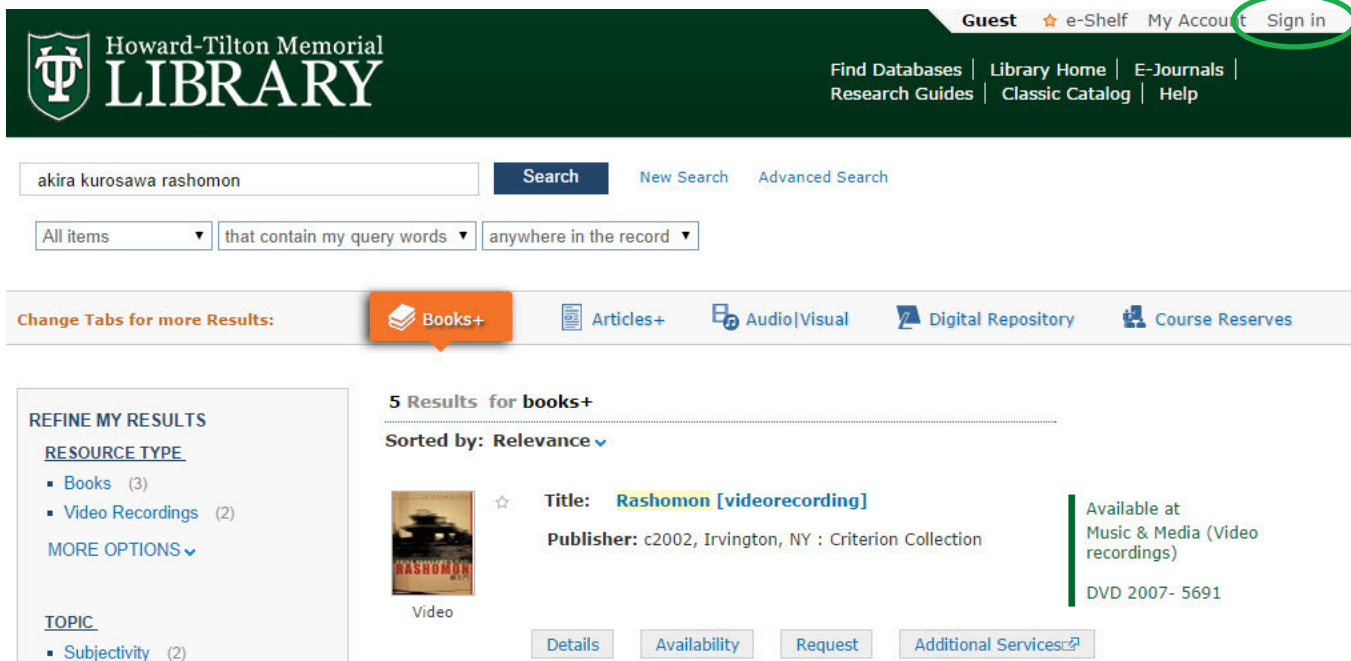 Guest e-Shelf My Account Sign in
Howard-Tilton Memorial
LIBRARY
Find Databases | Library Home | E-Journals |
Research Guides | Classic Catalog | Help
akira kurosawa rashomon
Search New Search Advanced Search
All items that contain my query words anywhere in the record
Change Tabs for more Results: Books+ Articles+ Audio|Visual Digital Repository Course Reserves
REFINE MY RESULTS
RESOURCE TYPE
Books (3)
Video Recordings (2)
MORE OPTIONS
TOPIC
Subjectivity (2)
5 Results for books+
Sorted by: Relevance
RASHOMON
Video
Title: Rashomon [videorecording]
Publisher: c2002, Irvington, NY : Criterion Collection
Available at
Music & Media (Video
recordings)
DVD 2007- 5691
Details Availability Request Additional Services